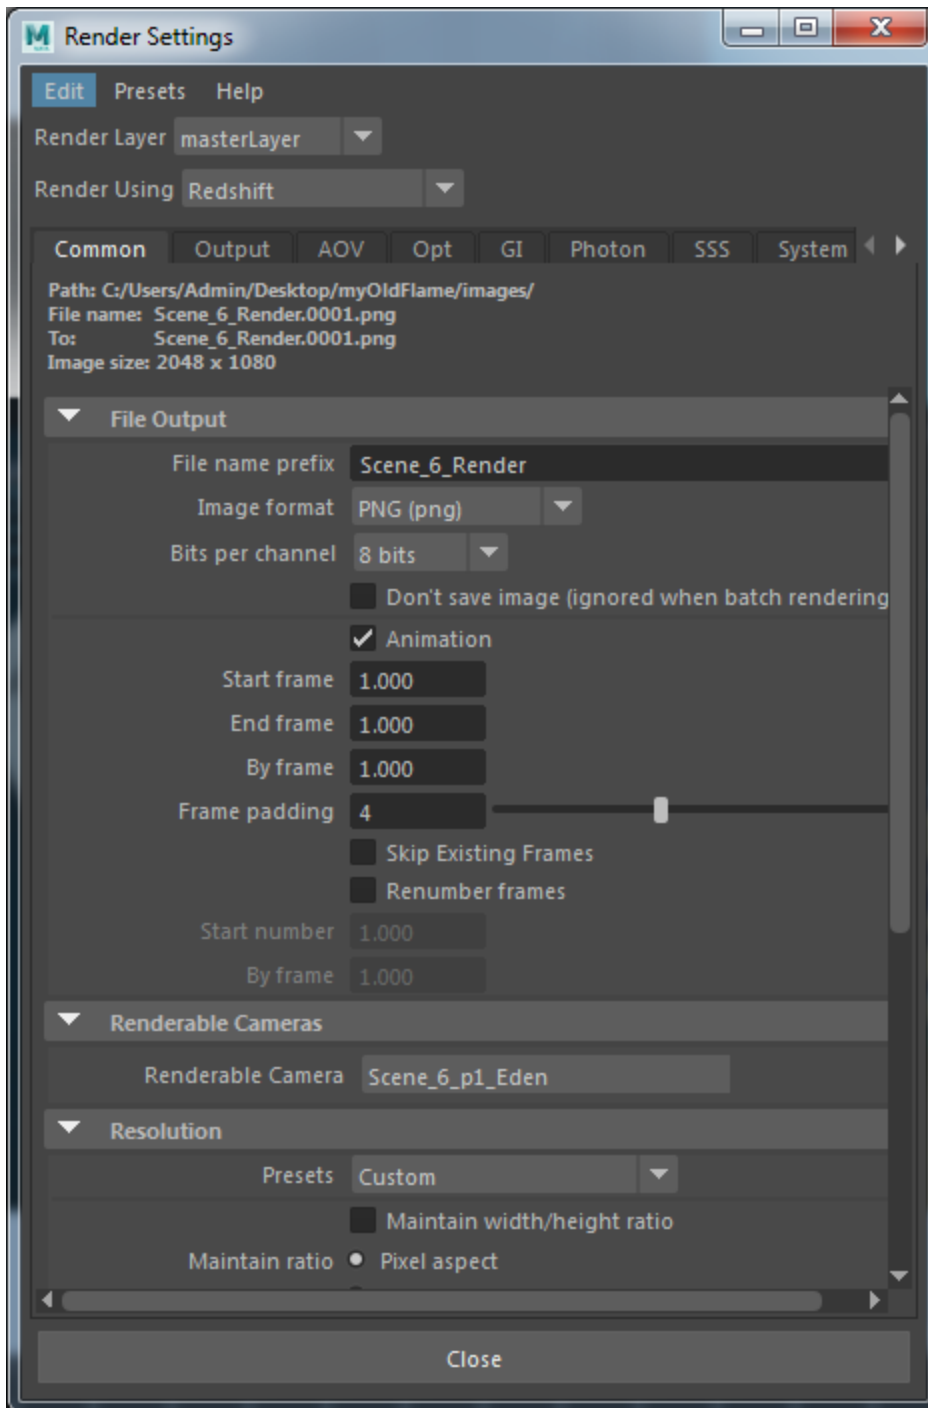 Render Settings
Edit Presets Help
Render Layer masterLayer
Render Using Redshift
Common Output AOV Opt GI Photon SSS System
Path: C:/Users/Admin/Desktop/myOldFlame/images/
File name: Scene_6_Render.0001.png
To: Scene_6_Render.0001.png
Image size: 2048 x 1080
File Output
File name prefix Scene_6_Render
Image format PNG (png)
Bits per channel 8 bits
Don't save image (ignored when batch rendering
Animation
Start frame 1.000
End frame 1.000
By frame 1.000
Frame padding 4
Skip Existing Frames
Renumber frames
Start number 1.000
By frame 1.000
Renderable Cameras
Renderable Camera Scene_6_p1_Eden
Resolution
Presets Custom
Maintain width/height ratio
Maintain ratio Pixel aspect
Close